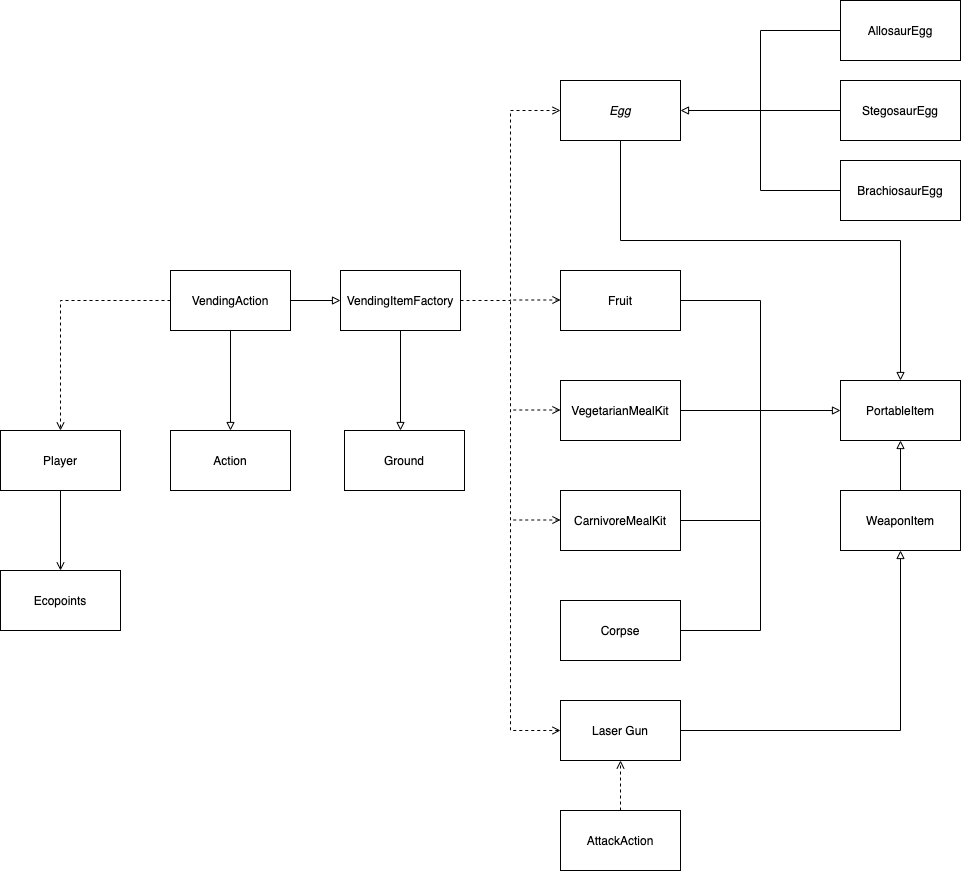 AllosaurEgg
Egg
StegosaurEgg
BrachiosaurEgg
VendingAction
VendingItemFactory
Fruit
VegetarianMealKit
PortableItem
Player
Action
Ground
CarnivoreMealKit
WeaponItem
Ecopoints
Corpse
Laser Gun
AttackAction